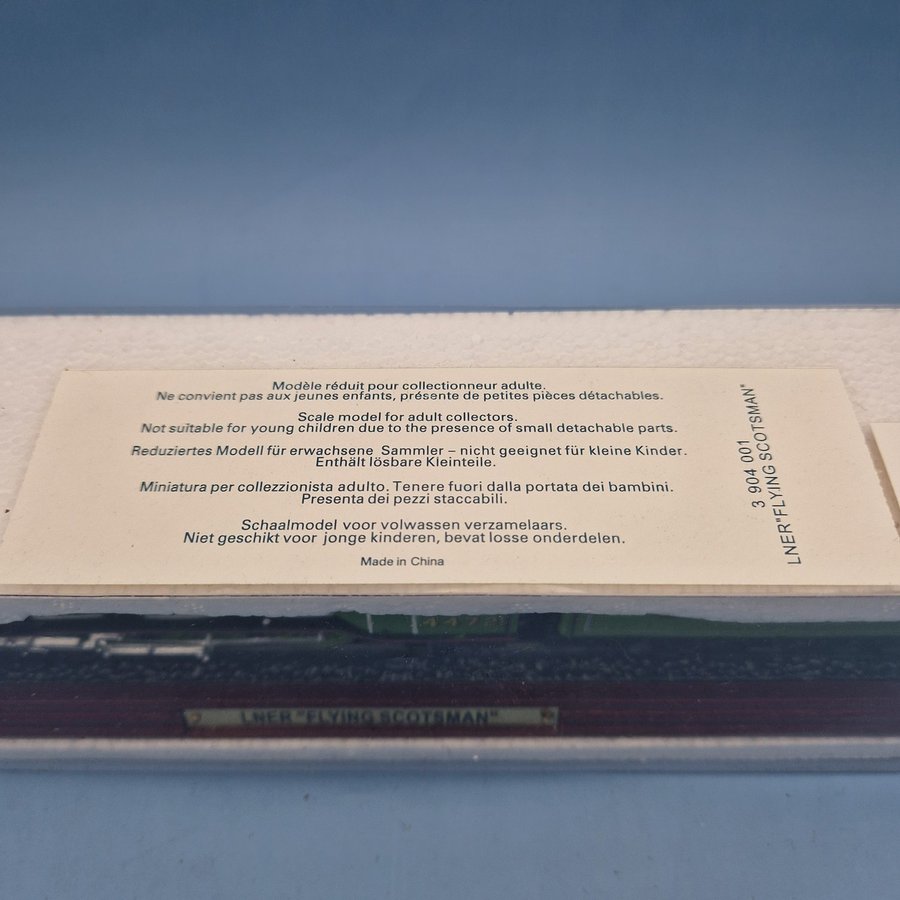 Modèle réduit pour collectionneur adulte.
Ne convient pas aux jeunes enfants, présente de petites pièces détachables.
Scale model for adult collectors.
Not suitable for young children due to the presence of small detachable parts.
Reduziertes Modell für erwachsene Sammler – nicht geeignet für kleine Kinder.
Enthält lösbare Kleinteile.
Miniatura per collezzionista adulto. Tenere fuori dalla portata dei bambini.
Presenta dei pezzi staccabili.
Schaalmodel voor volwassen verzamelaars.
Niet geschikt voor jonge kinderen, bevat losse onderdelen.
Made in China
3 904 001
LNER "FLYING SCOTSMAN"
4472
LNER "FLYING SCOTSMAN"